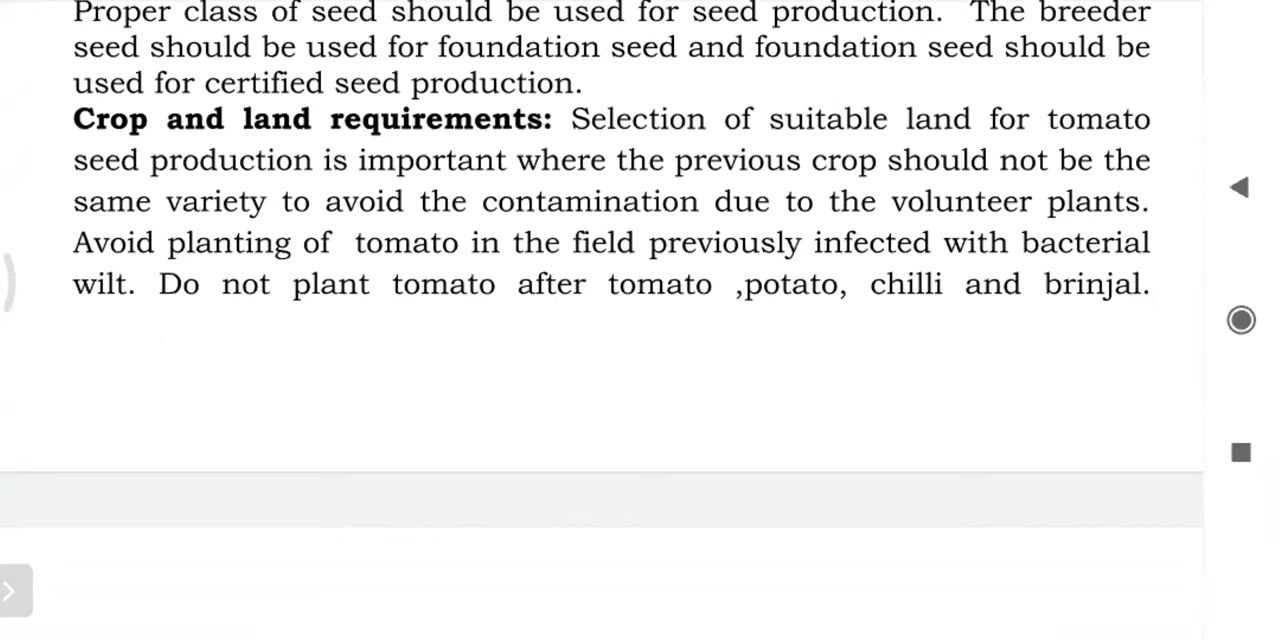 Proper class of seed should be used for seed production. The breeder
seed should be used for foundation seed and foundation seed should be
used for certified seed production.
Crop and land requirements: Selection of suitable land for tomato
seed production is important where the previous crop should not be the
same variety to avoid the contamination due to the volunteer plants.
Avoid planting of tomato in the field previously infected with bacterial
wilt. Do not plant tomato after tomato ,potato, chilli and brinjal.